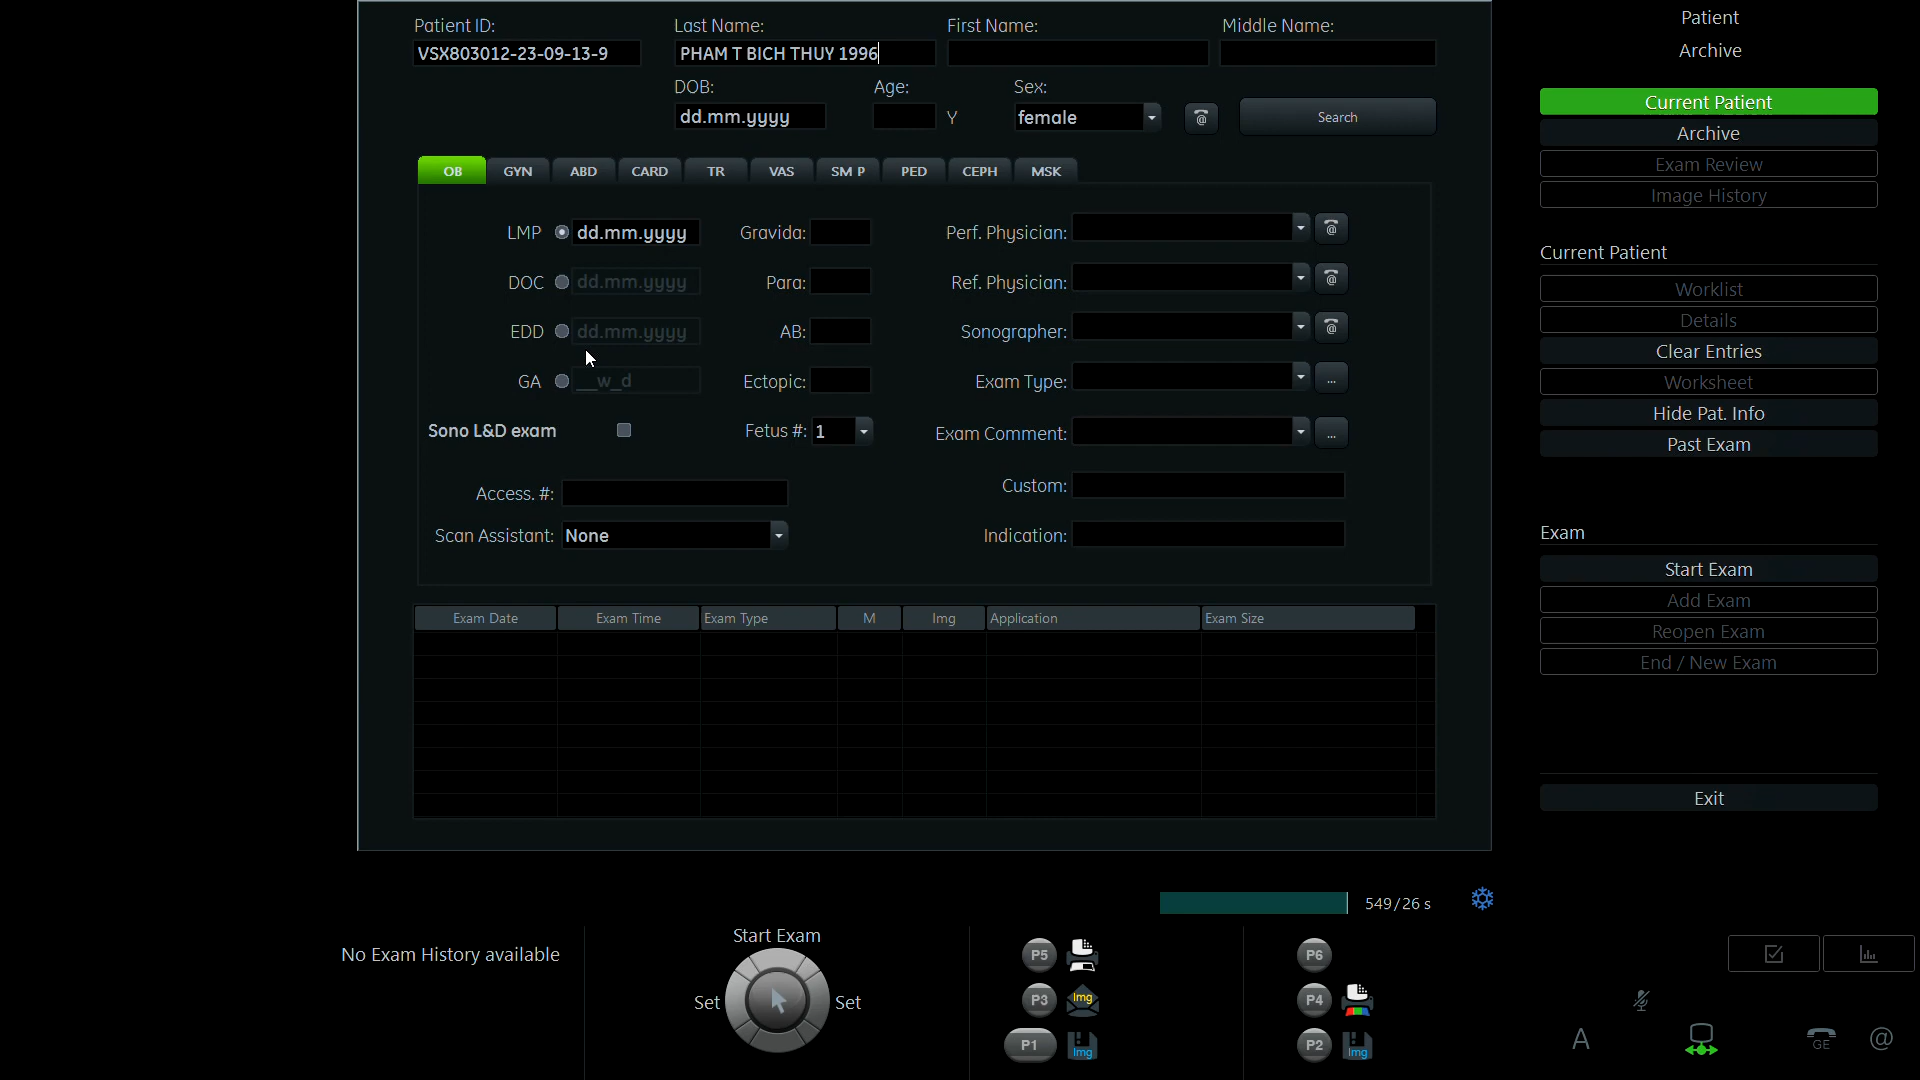 Patient ID: Last Name: First Name: Middle Name:
VSX803012-23-09-13-9 PHAM T BICH THUY 1996
DOB: Age: Sex:
dd.mm.yyyy Y female @ Search
OB GYN ABD CARD TR VAS SM P PED CEPH MSK
LMP dd.mm.yyyy Gravida: Perf. Physician: @
DOC dd.mm.yyyy Para: Ref. Physician: @
EDD dd.mm.yyyy AB: Sonographer: @
GA __w_d Ectopic: Exam Type: ...
Sono L&D exam Fetus #: 1 Exam Comment: ...
Access. #: Custom:
Scan Assistant: None Indication:
Exam Date Exam Time Exam Type M Img Application Exam Size
Patient
Archive
Current Patient
Archive
Exam Review
Image History
Current Patient
Worklist
Details
Clear Entries
Worksheet
Hide Pat. Info
Past Exam
Exam
Start Exam
Add Exam
Reopen Exam
End / New Exam
Exit
549/26 s
No Exam History available
Start Exam
Set Set
P5 P6
P3 Img P4
P1 Img P2 Img
A GE @